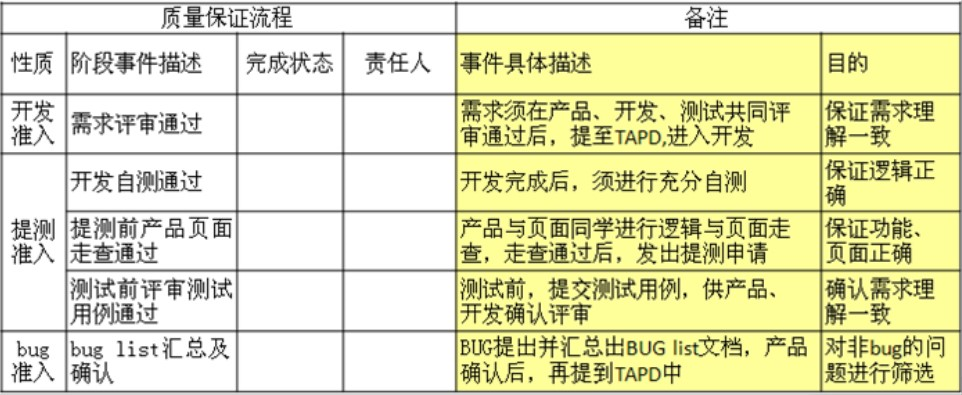 质量保证流程
备注
性质
阶段事件描述
完成状态
责任人
事件具体描述
目的
开发
准入
需求评审通过
需求须在产品、开发、测试共同评
审通过后，提至TAPD,进入开发
保证需求理
解一致
提测
准入
开发自测通过
开发完成后，须进行充分自测
保证逻辑正
确
提测前产品页面
走查通过
产品与页面同学进行逻辑与页面走
查，走查通过后，发出提测申请
保证功能、
页面正确
测试前评审测试
用例通过
测试前，提交测试用例，供产品、
开发确认评审
确认需求理
解一致
bug
准入
bug list汇总及
确认
BUG提出并汇总出BUG list文档，产品
确认后，再提到TAPD中
对非bug的问
题进行筛选